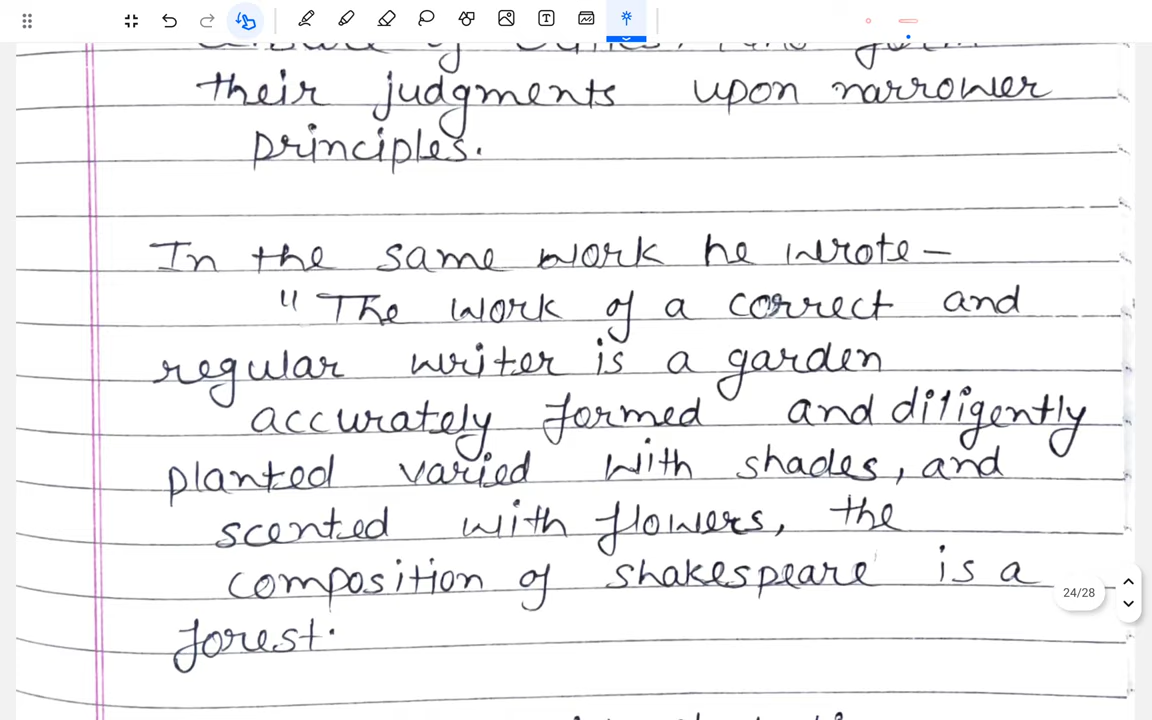 their judgments upon narrower
principles.
In the same work he wrote–
"The work of a correct and
regular writer is a garden
accurately formed and diligently
planted varied with shades, and
scented with flowers, the
composition of shakespeare is a
forest.
24/28